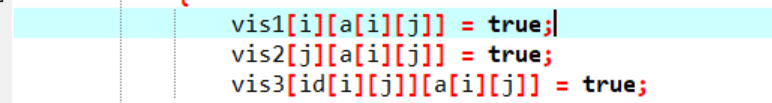 vis1[i][a[i][j]] = true;
vis2[j][a[i][j]] = true;
vis3[id[i][j]][a[i][j]] = true;